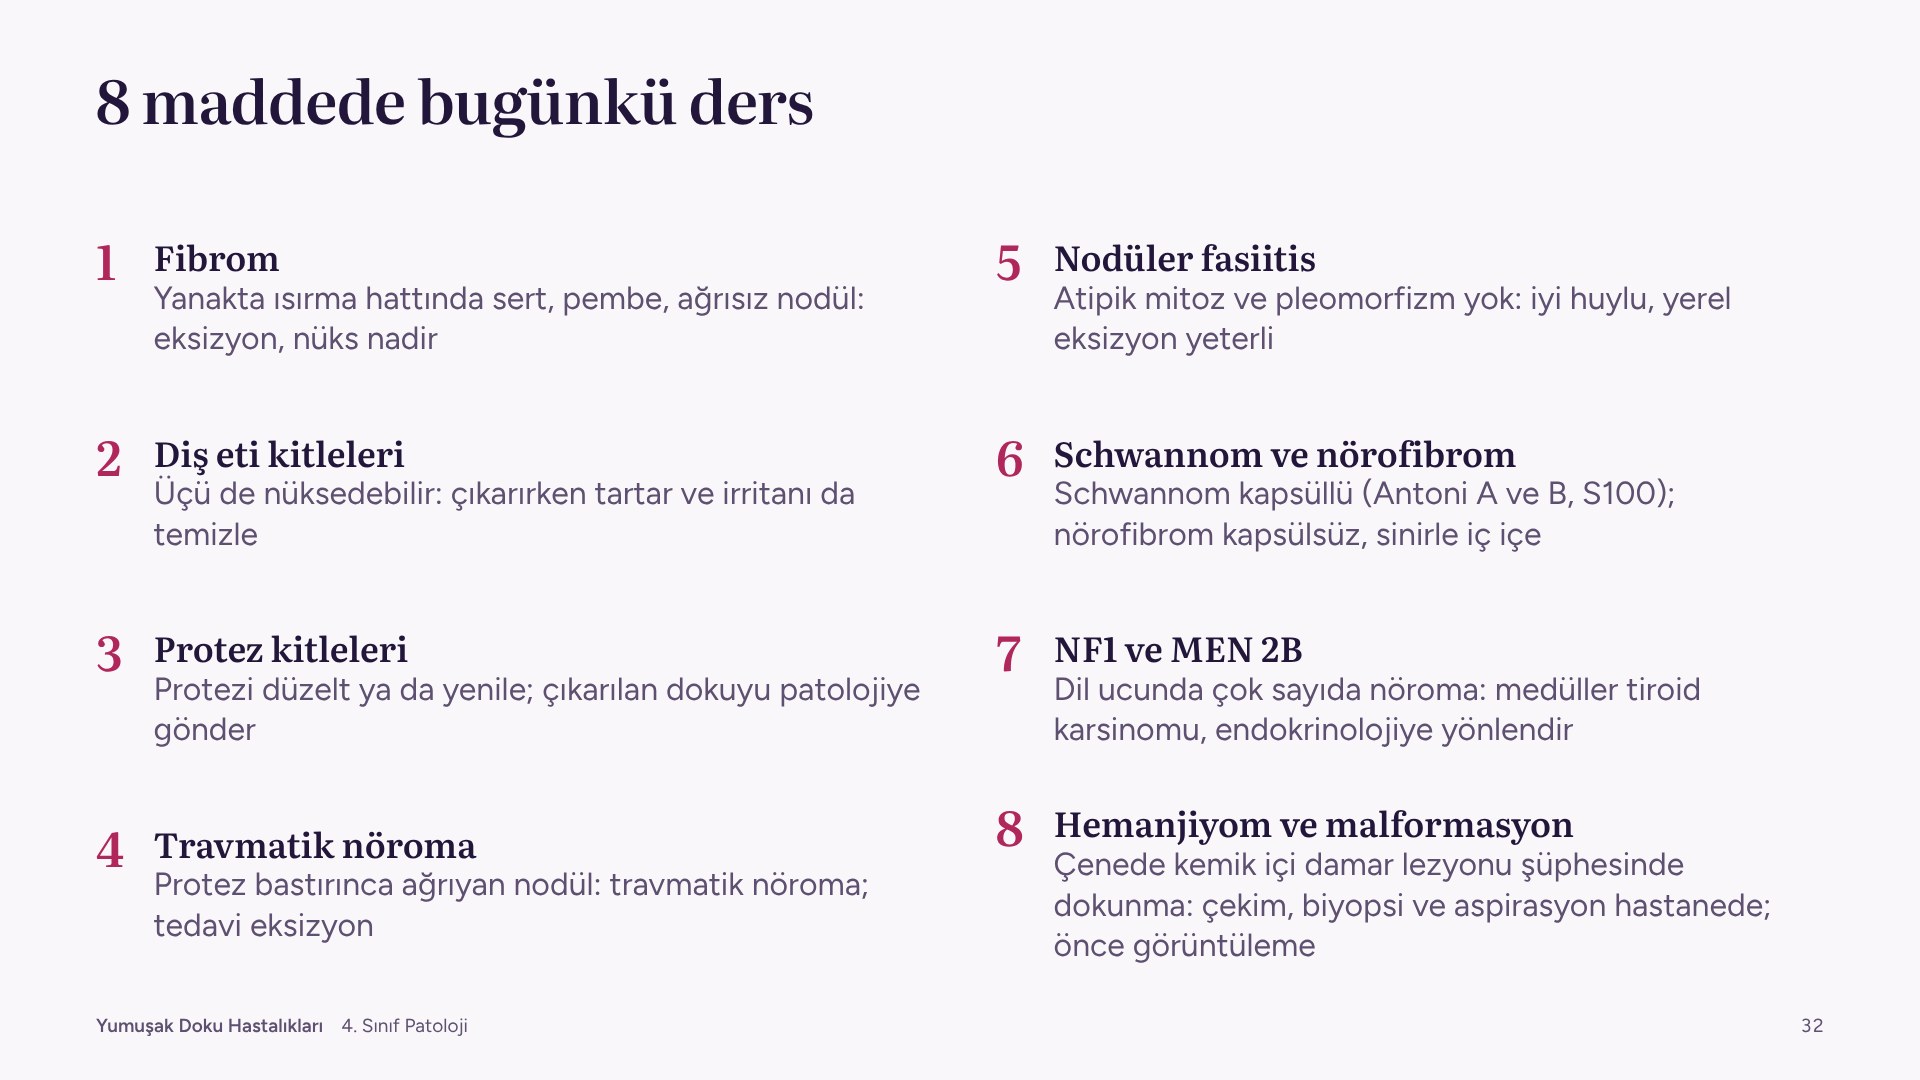 8 maddede bugünkü ders
1
Fibrom
Yanakta ısırma hattında sert, pembe, ağrısız nodül:
eksizyon, nüks nadir
2
Diş eti kitleleri
Üçü de nüksedebilir: çıkarırken tartar ve irritanı da
temizle
3
Protez kitleleri
Protezi düzelt ya da yenile; çıkarılan dokuyu patolojiye
gönder
4
Travmatik nöroma
Protez bastırınca ağrıyan nodül: travmatik nöroma;
tedavi eksizyon
5
Nodüler fasiitis
Atipik mitoz ve pleomorfizm yok: iyi huylu, yerel
eksizyon yeterli
6
Schwannom ve nörofibrom
Schwannom kapsüllü (Antoni A ve B, S100);
nörofibrom kapsülsüz, sinirle iç içe
7
NF1 ve MEN 2B
Dil ucunda çok sayıda nöroma: medüller tiroid
karsinomu, endokrinolojiye yönlendir
8
Hemanjiyom ve malformasyon
Çenede kemik içi damar lezyonu şüphesinde
dokunma: çekim, biyopsi ve aspirasyon hastanede;
önce görüntüleme
Yumuşak Doku Hastalıkları 4. Sınıf Patoloji
32